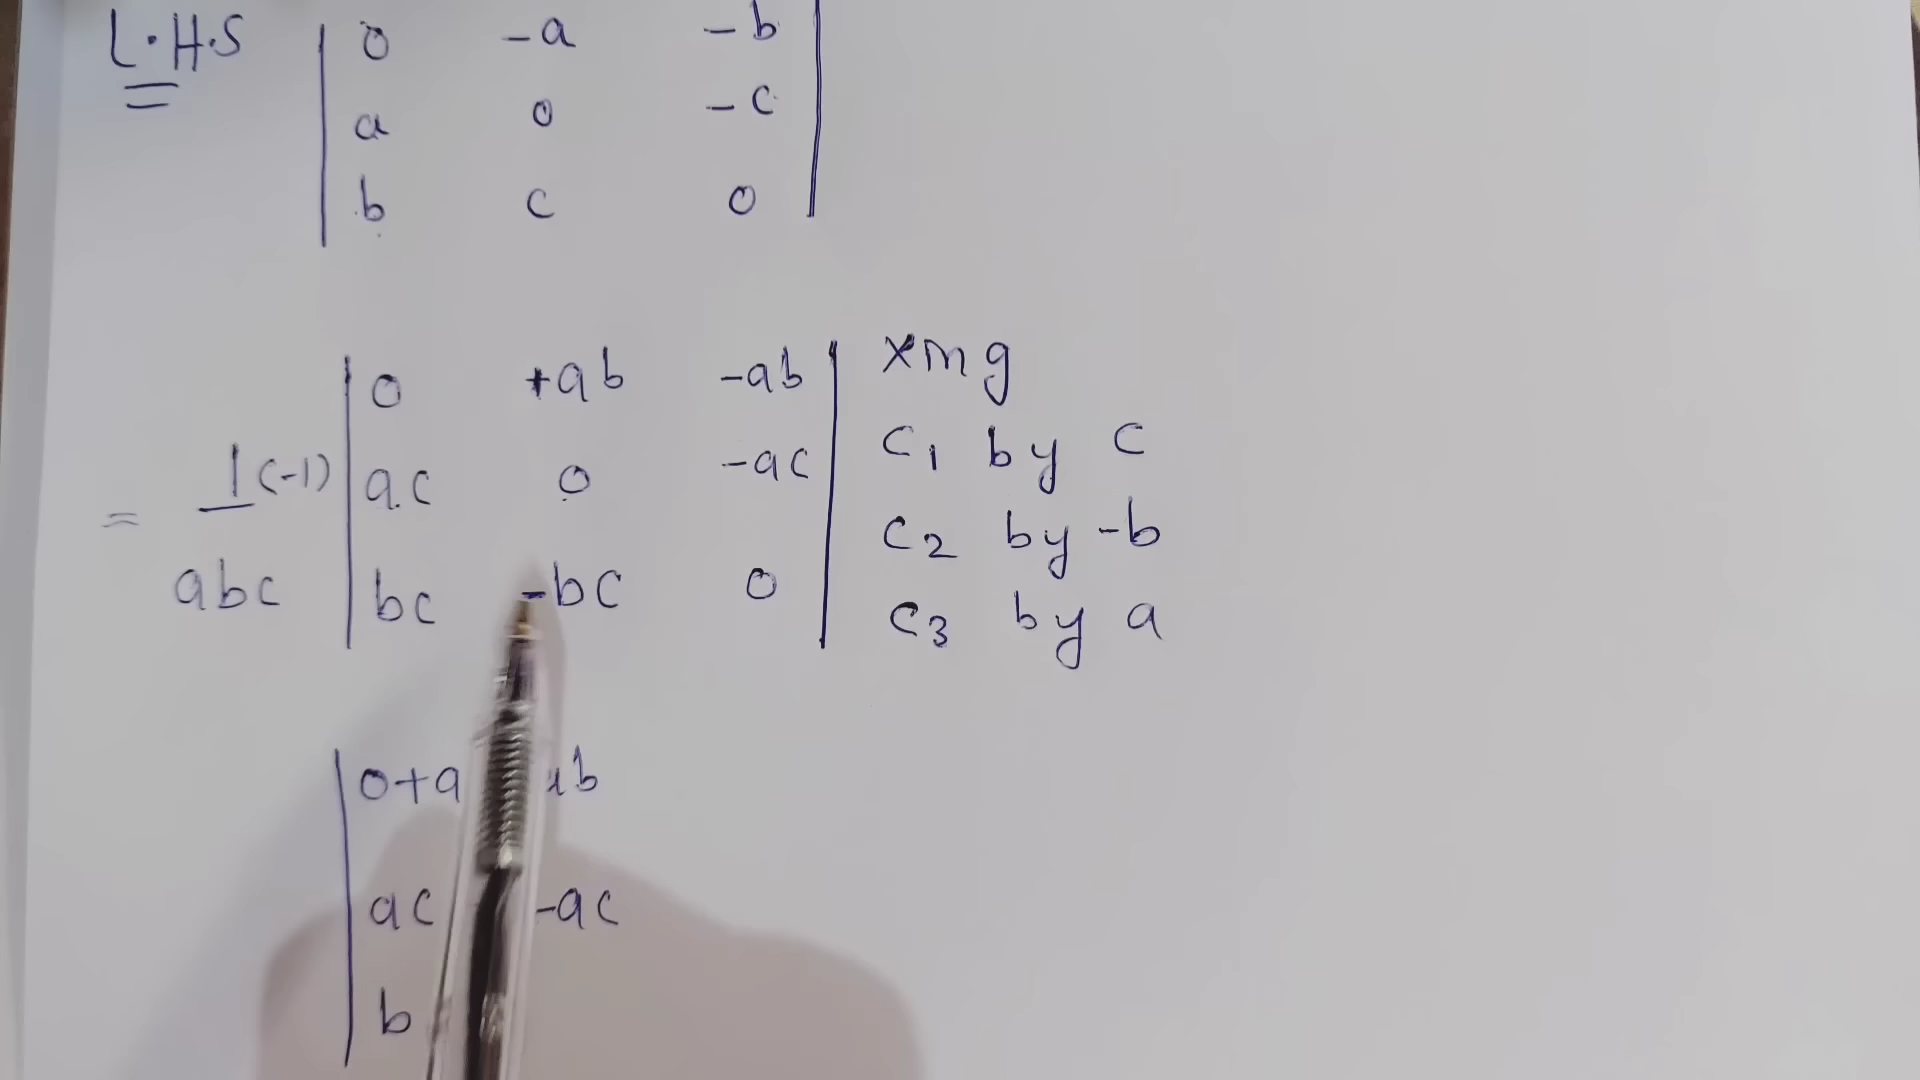 L.H.S | 0 -a -b |
| a 0 -c |
| b c 0 |
| 0 +ab -ab | xmg
= 1 (-1) | ac 0 -ac | C1 by c
abc | bc -bc 0 | C2 by -b
C3 by a
| 0+a
| ac -ac
| b